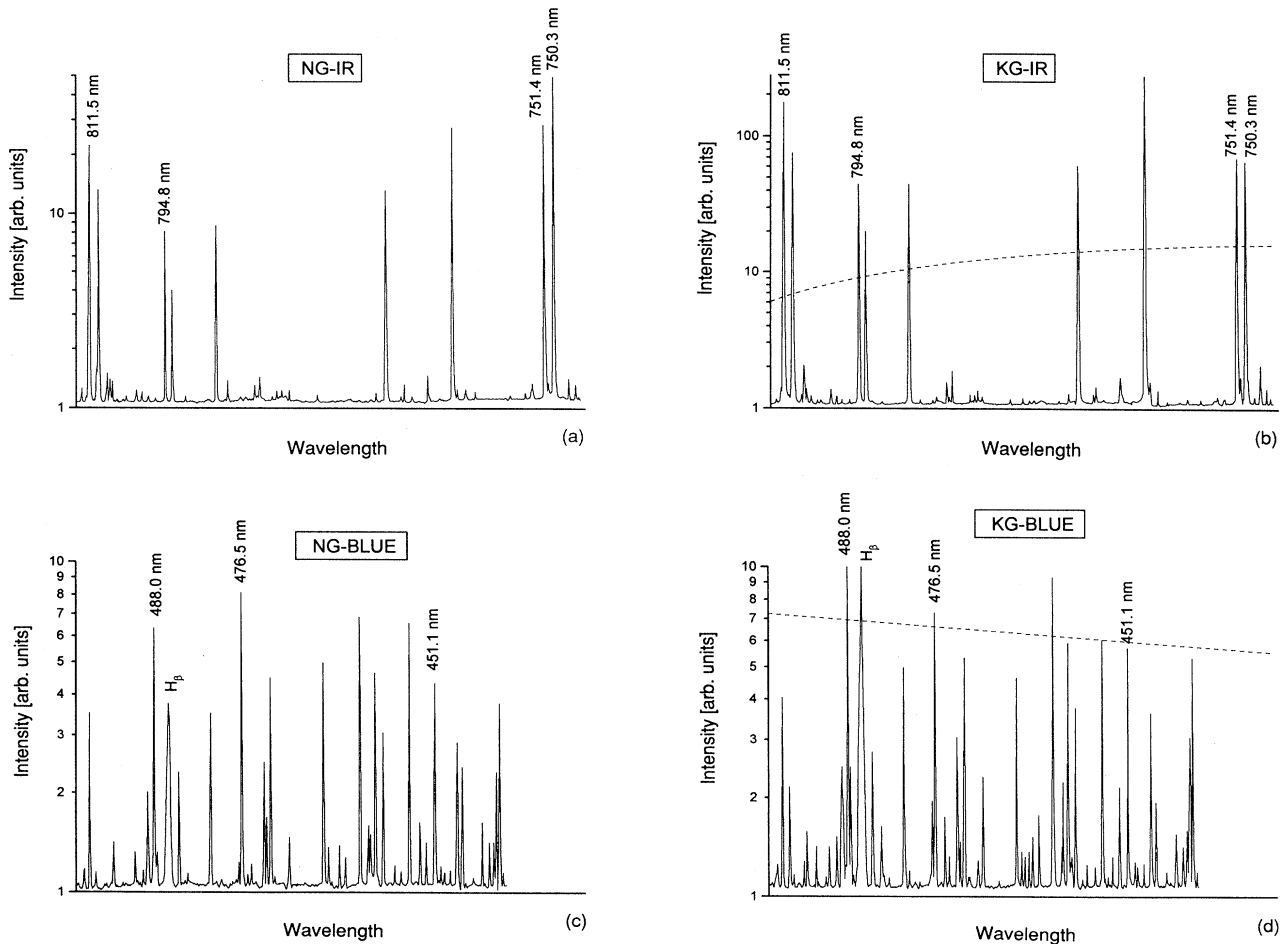 NG-IR
811.5 nm
794.8 nm
751.4 nm
750.3 nm
Intensity [arb. units]
10
1
Wavelength
(a)
KG-IR
811.5 nm
794.8 nm
751.4 nm
750.3 nm
Intensity [arb. units]
100
10
1
Wavelength
(b)
NG-BLUE
488.0 nm
Hβ
476.5 nm
451.1 nm
Intensity [arb. units]
10
9
8
7
6
5
4
3
2
1
Wavelength
(c)
KG-BLUE
488.0 nm
Hβ
476.5 nm
451.1 nm
Intensity [arb. units]
10
9
8
7
6
5
4
3
2
1
Wavelength
(d)